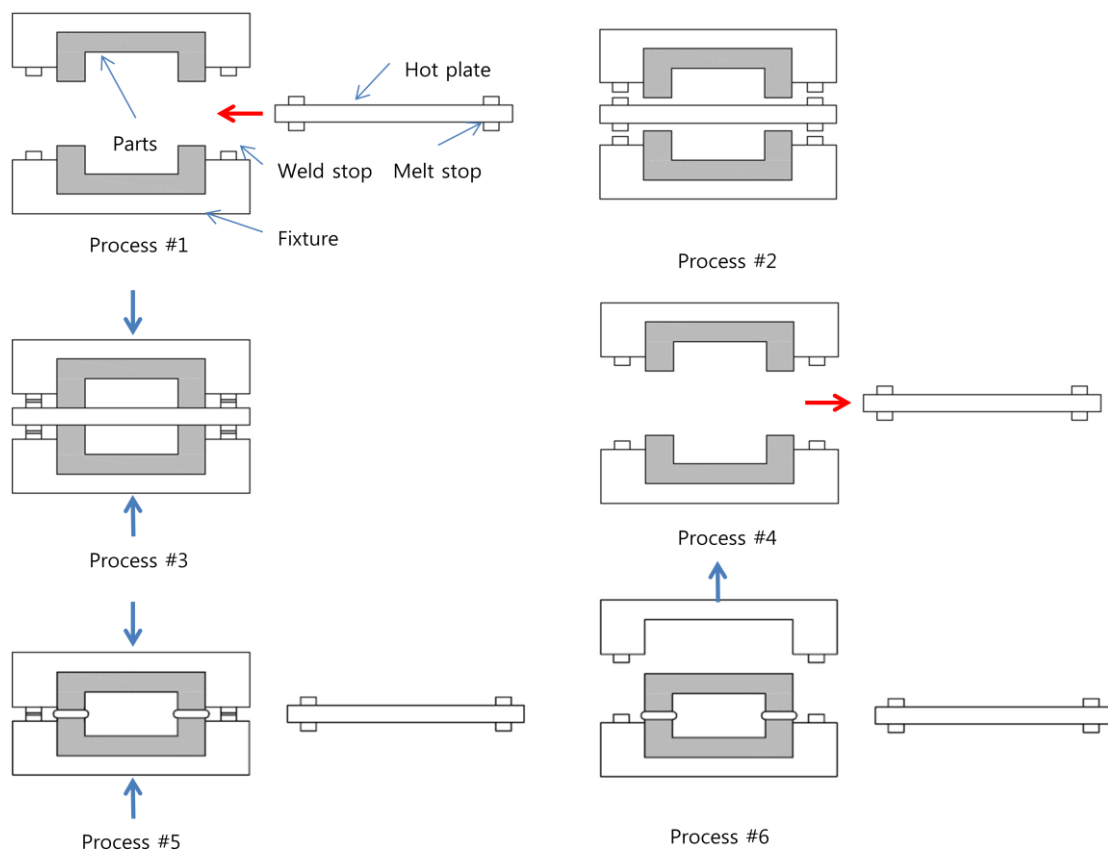 Hot plate
Parts
Weld stop
Melt stop
Fixture
Process #1
Process #2
Process #3
Process #4
Process #5
Process #6